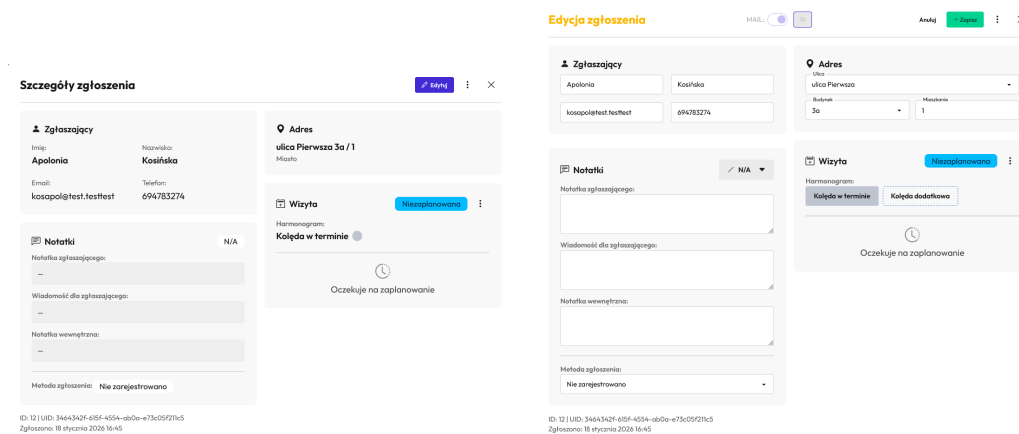 Szczegóły zgłoszenia
Edytuj
Zgłaszający
Imię:
Nazwisko:
Apolonia
Kosińska
Email:
Telefon:
kosapol@test.testtest
694783274
Adres
ulica Pierwsza 3a / 1
Miasto
Wizyta
Niezaplanowana
Harmonogram:
Kolęda w terminie
Oczekuje na zaplanowanie
Notatki
N/A
Notatka zgłaszającego:
—
Wiadomość dla zgłaszającego:
—
Notatka wewnętrzna:
—
Metoda zgłoszenia: Nie zarejestrowano
ID: 12 | UID: 3464342f-615f-4554-ab0a-e73c05f211c5
Zgłoszono: 18 stycznia 2026 16:45
Edycja zgłoszenia
MAIL:
Anuluj
Zapisz
Zgłaszający
Apolonia
Kosińska
kosapol@test.testtest
694783274
Adres
Ulica
ulica Pierwsza
Budynek
3a
Mieszkanie
1
Notatki
N/A
Notatka zgłaszającego:
Wiadomość dla zgłaszającego:
Notatka wewnętrzna:
Metoda zgłoszenia:
Nie zarejestrowano
Wizyta
Niezaplanowana
Harmonogram:
Kolęda w terminie
Kolęda dodatkowa
Oczekuje na zaplanowanie
ID: 12 | UID: 3464342f-615f-4554-ab0a-e73c05f211c5
Zgłoszono: 18 stycznia 2026 16:45